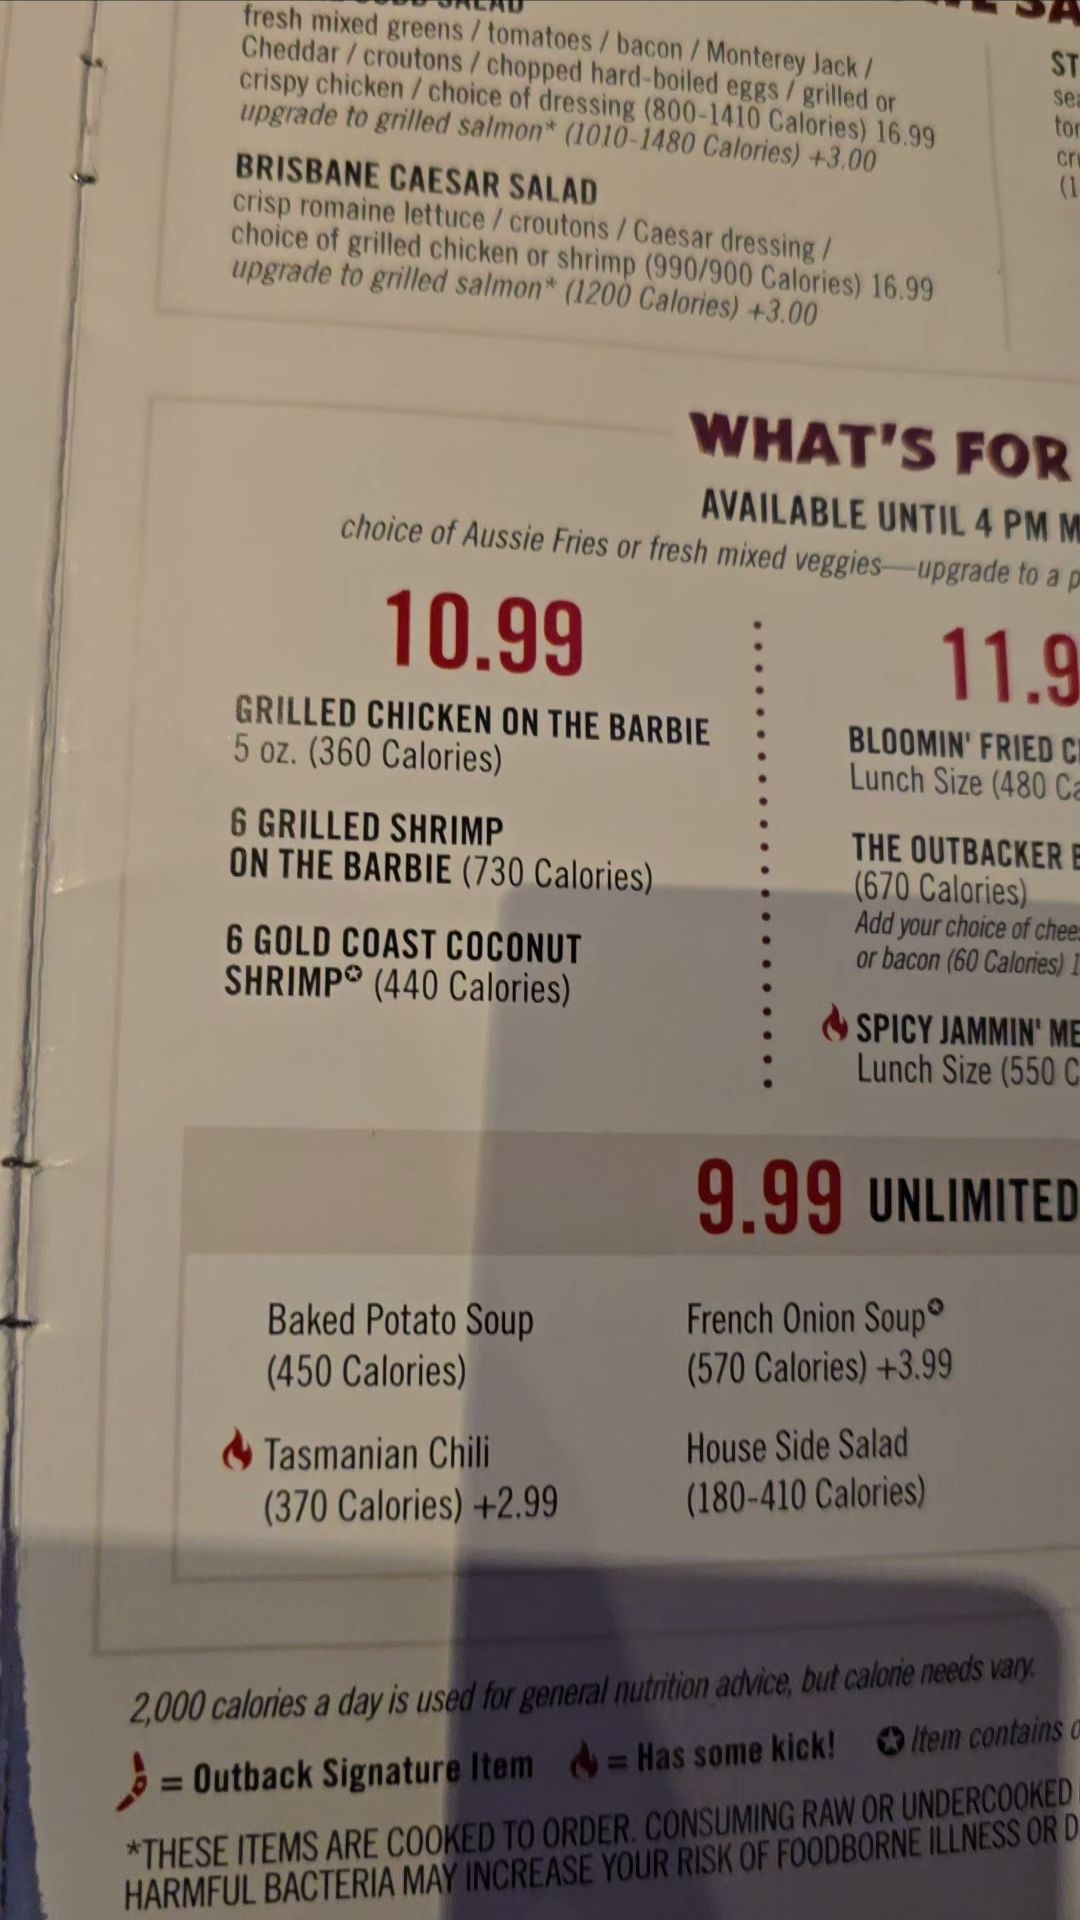 SALAD
fresh mixed greens / tomatoes / bacon / Monterey Jack /
Cheddar / croutons / chopped hard-boiled eggs / grilled or
crispy chicken / choice of dressing (800-1410 Calories) 16.99
upgrade to grilled salmon* (1010-1480 Calories) +3.00
BRISBANE CAESAR SALAD
crisp romaine lettuce / croutons / Caesar dressing /
choice of grilled chicken or shrimp (990/900 Calories) 16.99
upgrade to grilled salmon* (1200 Calories) +3.00
WHAT'S FOR
AVAILABLE UNTIL 4 PM M
choice of Aussie Fries or fresh mixed veggies—upgrade to a p
10.99
GRILLED CHICKEN ON THE BARBIE
5 oz. (360 Calories)
6 GRILLED SHRIMP
ON THE BARBIE (730 Calories)
6 GOLD COAST COCONUT
SHRIMP✪ (440 Calories)
11.9
BLOOMIN' FRIED C
Lunch Size (480 Ca
THE OUTBACKER
(670 Calories)
Add your choice of chee
or bacon (60 Calories) 1
SPICY JAMMIN' ME
Lunch Size (550 C
9.99 UNLIMITED
Baked Potato Soup
(450 Calories)
Tasmanian Chili
(370 Calories) +2.99
French Onion Soup✪
(570 Calories) +3.99
House Side Salad
(180-410 Calories)
2,000 calories a day is used for general nutrition advice, but calorie needs vary.
= Outback Signature Item = Has some kick! ✪ Item contains o
*THESE ITEMS ARE COOKED TO ORDER. CONSUMING RAW OR UNDERCOOKED
HARMFUL BACTERIA MAY INCREASE YOUR RISK OF FOODBORNE ILLNESS OR D